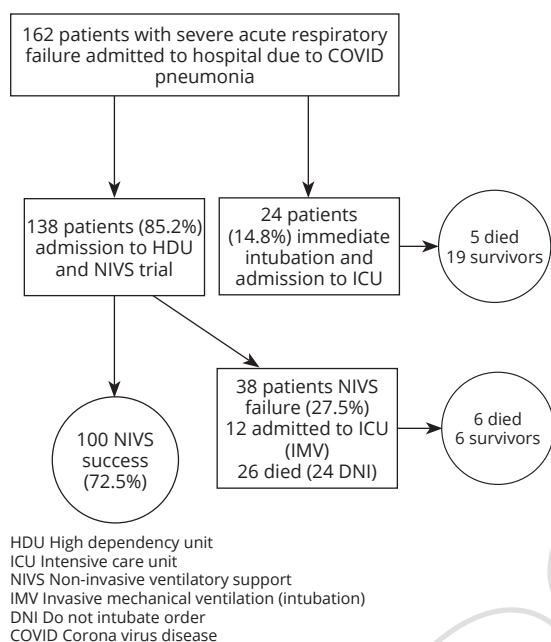 162 patients with severe acute respiratory
failure admitted to hospital due to COVID
pneumonia
138 patients (85.2%)
admission to HDU
and NIVS trial
24 patients
(14.8%) immediate
intubation and
admission to ICU
5 died
19 survivors
100 NIVS
success
(72.5%)
38 patients NIVS
failure (27.5%)
12 admitted to ICU
(IMV)
26 died (24 DNI)
6 died
6 survivors
HDU High dependency unit
ICU Intensive care unit
NIVS Non-invasive ventilatory support
IMV Invasive mechanical ventilation (intubation)
DNI Do not intubate order
COVID Corona virus disease